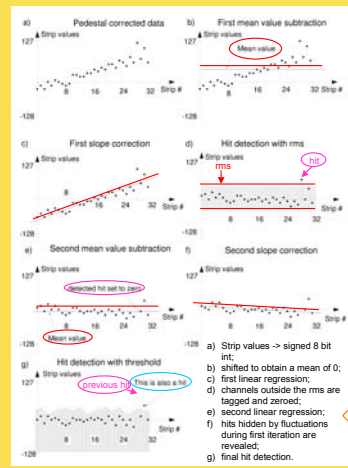 a) Pedestal corrected data
Strip values
127
8 16 24 32
Strip #
-128
b) First mean value subtraction
Strip values
127
Mean value
8 16 24 32
Strip #
-128
c) First slope correction
Strip values
127
8
8 16 24 32
Strip #
-128
d) Hit detection with rms
Strip values
127
rms
hit
8 16 24 32
Strip #
-128
e) Second mean value subtraction
Strip values
127
detected hit set to zero
8 16 24 32
Strip #
Mean value
-128
f) Second slope correction
Strip values
127
8 16 24 32
Strip #
-128
g) Hit detection with threshold
Strip values
127
previous hit
This is also a hit
8 16 24 32
Strip #
-128
a) Strip values -> signed 8 bit
int;
b) shifted to obtain a mean of 0;
c) first linear regression;
d) channels outside the rms are
tagged and zeroed;
e) second linear regression;
f) hits hidden by fluctuations
during first iteration are
revealed;
g) final hit detection.